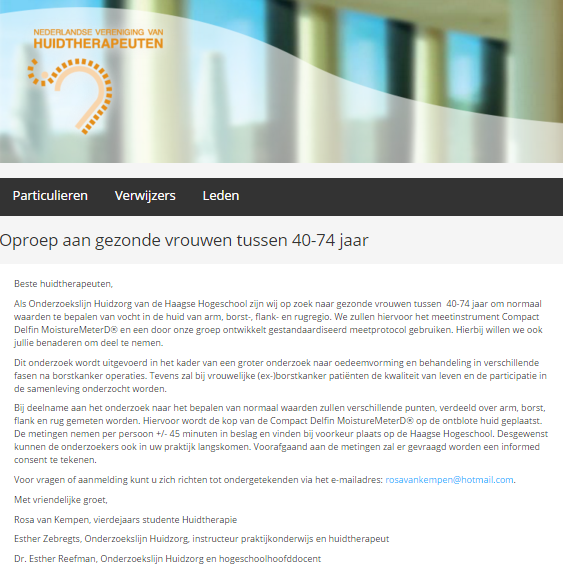 NEDERLANDSE VERENIGING VAN
HUIDTHERAPEUTEN
Particulieren Verwijzers Leden
Oproep aan gezonde vrouwen tussen 40-74 jaar
Beste huidtherapeuten,
Als Onderzoekslijn Huidzorg van de Haagse Hogeschool zijn wij op zoek naar gezonde vrouwen tussen 40-74 jaar om normaal
waarden te bepalen van vocht in de huid van arm, borst-, flank- en rugregio. We zullen hiervoor het meetinstrument Compact
Delfin MoistureMeterD® en een door onze groep ontwikkelt gestandaardiseerd meetprotocol gebruiken. Hierbij willen we ook
jullie benaderen om deel te nemen.
Dit onderzoek wordt uitgevoerd in het kader van een groter onderzoek naar oedeemvorming en behandeling in verschillende
fasen na borstkanker operaties. Tevens zal bij vrouwelijke (ex-)borstkanker patiënten de kwaliteit van leven en de participatie in
de samenleving onderzocht worden.
Bij deelname aan het onderzoek naar het bepalen van normaal waarden zullen verschillende punten, verdeeld over arm, borst,
flank en rug gemeten worden. Hiervoor wordt de kop van de Compact Delfin MoistureMeterD® op de ontblote huid geplaatst.
De metingen nemen per persoon +/- 45 minuten in beslag en vinden bij voorkeur plaats op de Haagse Hogeschool. Desgewenst
kunnen de onderzoekers ook in uw praktijk langskomen. Voorafgaand aan de metingen zal er gevraagd worden een informed
consent te tekenen.
Voor vragen of aanmelding kunt u zich richten tot ondergetekenden via het e-mailadres: rosavankempen@hotmail.com.
Met vriendelijke groet,
Rosa van Kempen, vierdejaars studente Huidtherapie
Esther Zebregts, Onderzoekslijn Huidzorg, instructeur praktijkonderwijs en huidtherapeut
Dr. Esther Reefman, Onderzoekslijn Huidzorg en hogeschoolhoofddocent